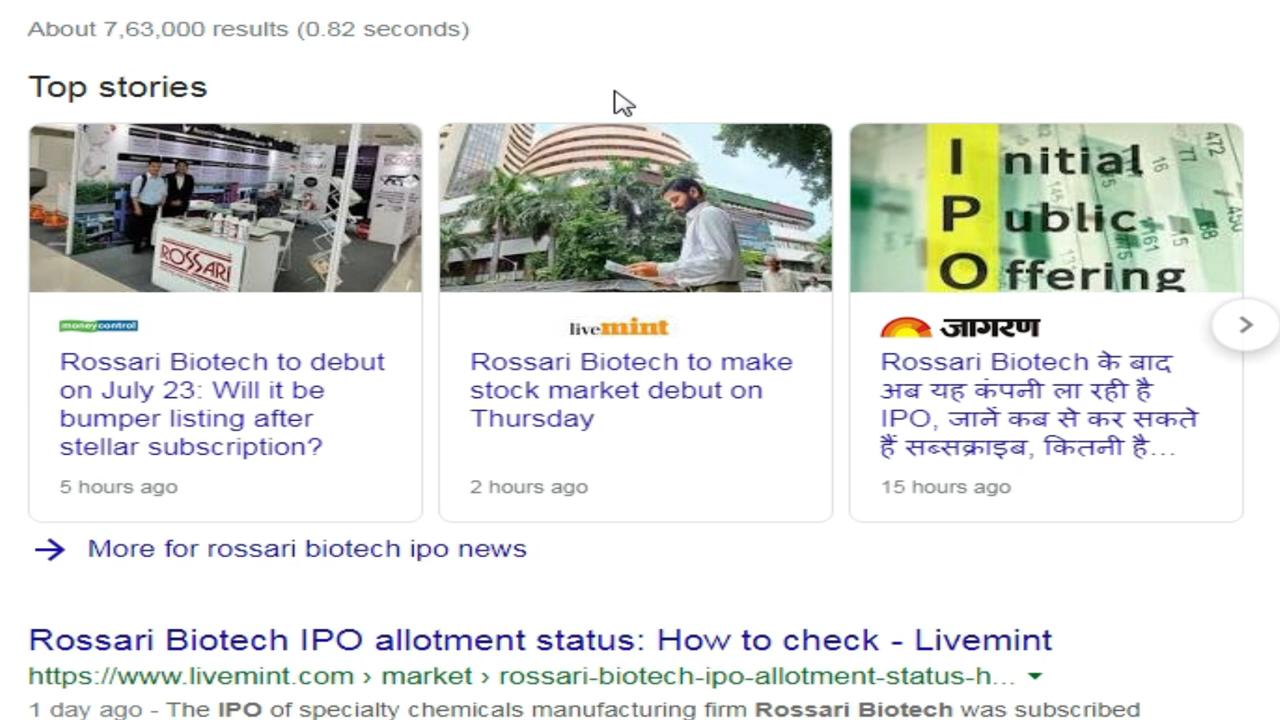 About 7,63,000 results (0.82 seconds)
Top stories
ROSSARI
I nitial
P ublic
O ffering
moneycontrol
Rossari Biotech to debut
on July 23: Will it be
bumper listing after
stellar subscription?
5 hours ago
livemint
Rossari Biotech to make
stock market debut on
Thursday
2 hours ago
जागरण
Rossari Biotech के बाद
अब यह कंपनी ला रही है
IPO, जानें कब से कर सकते
हैं सब्सक्राइब, कितनी है...
15 hours ago
More for rossari biotech ipo news
Rossari Biotech IPO allotment status: How to check - Livemint
https://www.livemint.com › market › rossari-biotech-ipo-allotment-status-h...
1 day ago - The IPO of specialty chemicals manufacturing firm Rossari Biotech was subscribed